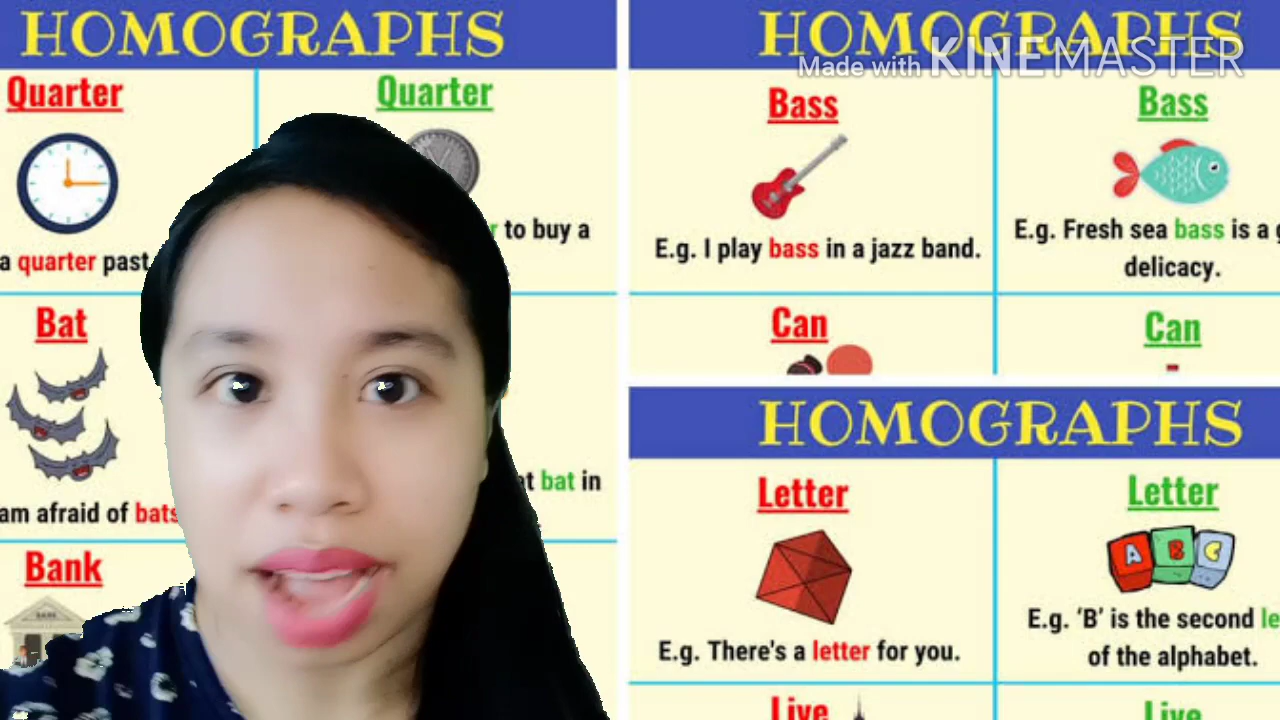 HOMOGRAPHS
Quarter Quarter
to buy a
a quarter past
Bat
bat in
am afraid of bats
Bank
BANK
HOMOGRAPHS
Made with KINEMASTER
Bass Bass
E.g. I play bass in a jazz band.
E.g. Fresh sea bass is a
delicacy.
Can Can
HOMOGRAPHS
Letter Letter
A B C
E.g. There's a letter for you.
E.g. ‘B’ is the second
of the alphabet.
Live Live